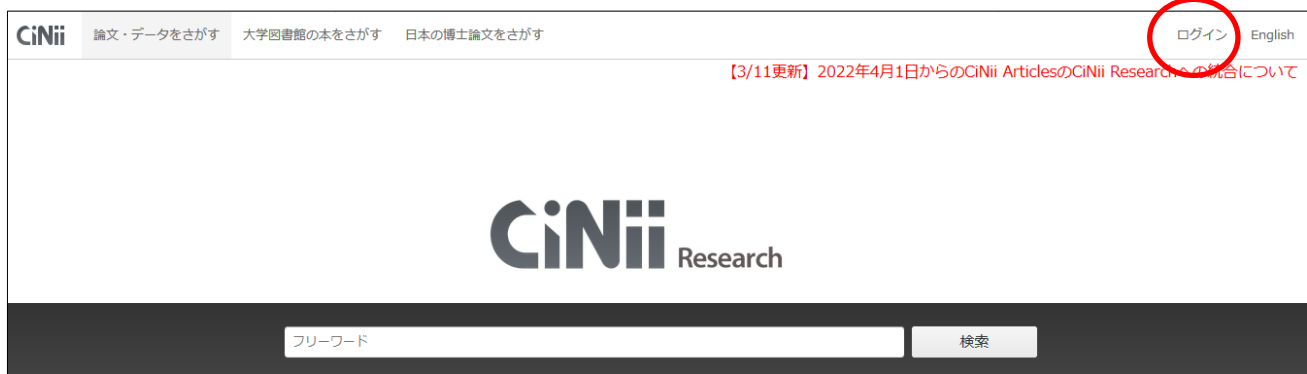 CiNii 論文・データをさがす 大学図書館の本をさがす 日本の博士論文をさがす ログイン English
【3/11更新】2022年4月1日からのCiNii ArticlesのCiNii Researchへの統合について
CiNii Research
フリーワード 検索